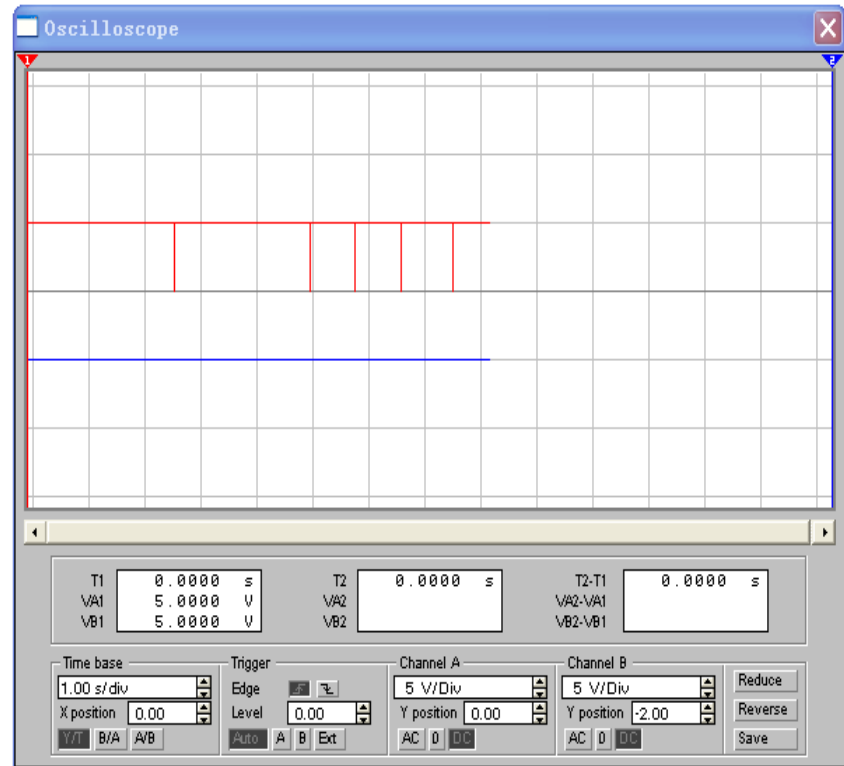 Oscilloscope
1 2
T1 0.0000 s T2 0.0000 s T2-T1 0.0000 s
VA1 5.0000 V VA2 VA2-VA1
VB1 5.0000 V VB2 VB2-VB1
Time base Trigger Channel A Channel B
1.00 s/div Edge 5 V/Div 5 V/Div Reduce
X position 0.00 Level 0.00 Y position 0.00 Y position -2.00 Reverse
Y/T B/A A/B Auto A B Ext AC 0 DC AC 0 DC Save